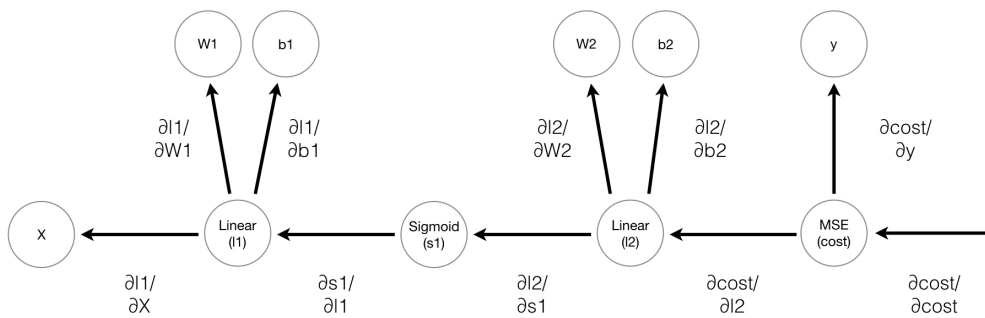 W1
b1
W2
b2
y
∂l1/
∂W1
∂l1/
∂b1
∂l2/
∂W2
∂l2/
∂b2
∂cost/
∂y
X
Linear
(l1)
Sigmoid
(s1)
Linear
(l2)
MSE
(cost)
∂l1/
∂X
∂s1/
∂l1
∂l2/
∂s1
∂cost/
∂l2
∂cost/
∂cost